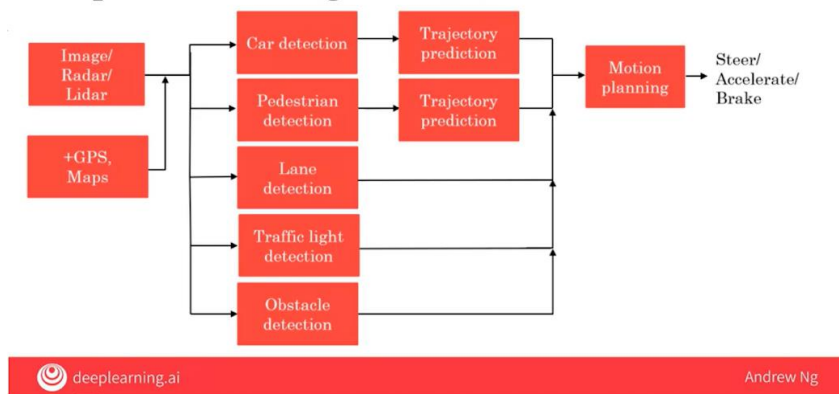 Image/
Radar/
Lidar
+GPS,
Maps
Car detection
Trajectory
prediction
Pedestrian
detection
Trajectory
prediction
Lane
detection
Traffic light
detection
Obstacle
detection
Motion
planning
Steer/
Accelerate/
Brake
deeplearning.ai
Andrew Ng